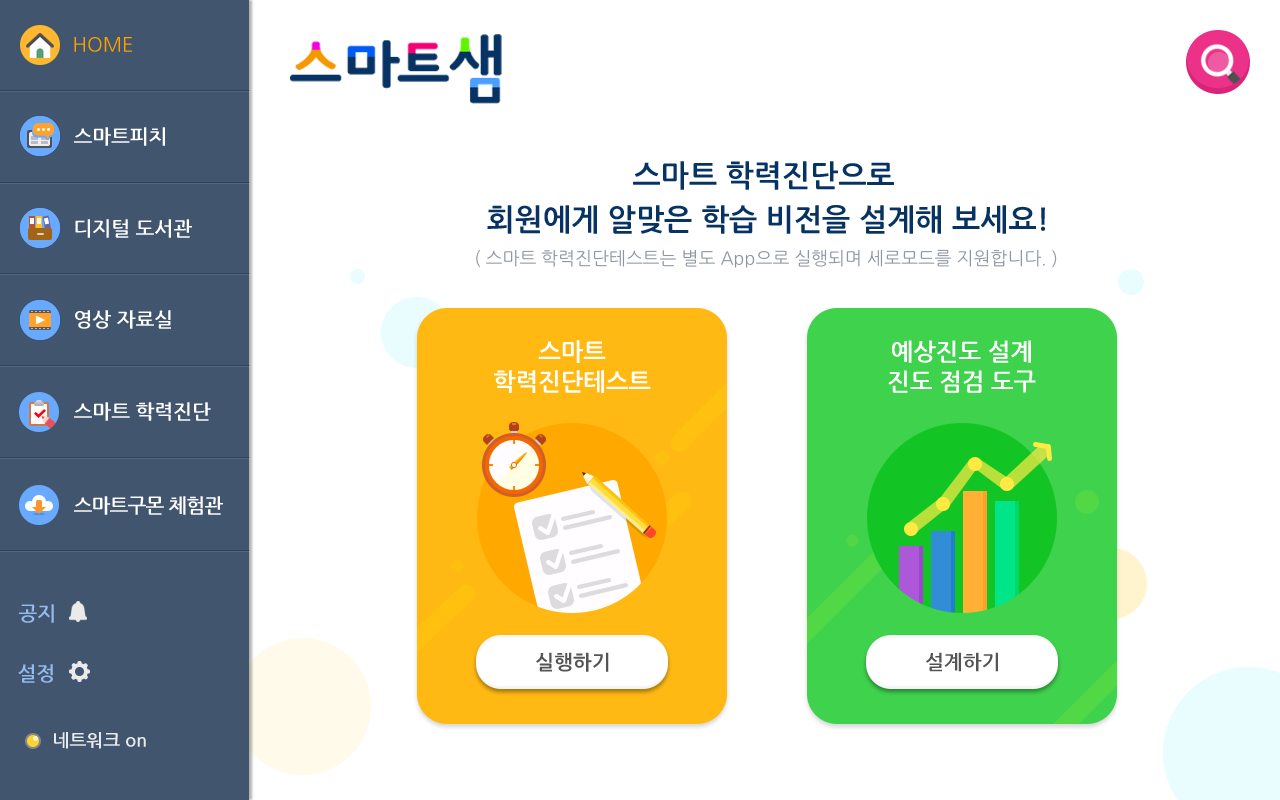 HOME
스마트피치
디지털 도서관
영상 자료실
스마트 학력진단
스마트구몬 체험관
공지
설정
네트워크 on
스마트샘
스마트 학력진단으로
회원에게 알맞은 학습 비전을 설계해 보세요!
( 스마트 학력진단테스트는 별도 App으로 실행되며 세로모드를 지원합니다. )
스마트
학력진단테스트
실행하기
예상진도 설계
진도 점검 도구
설계하기